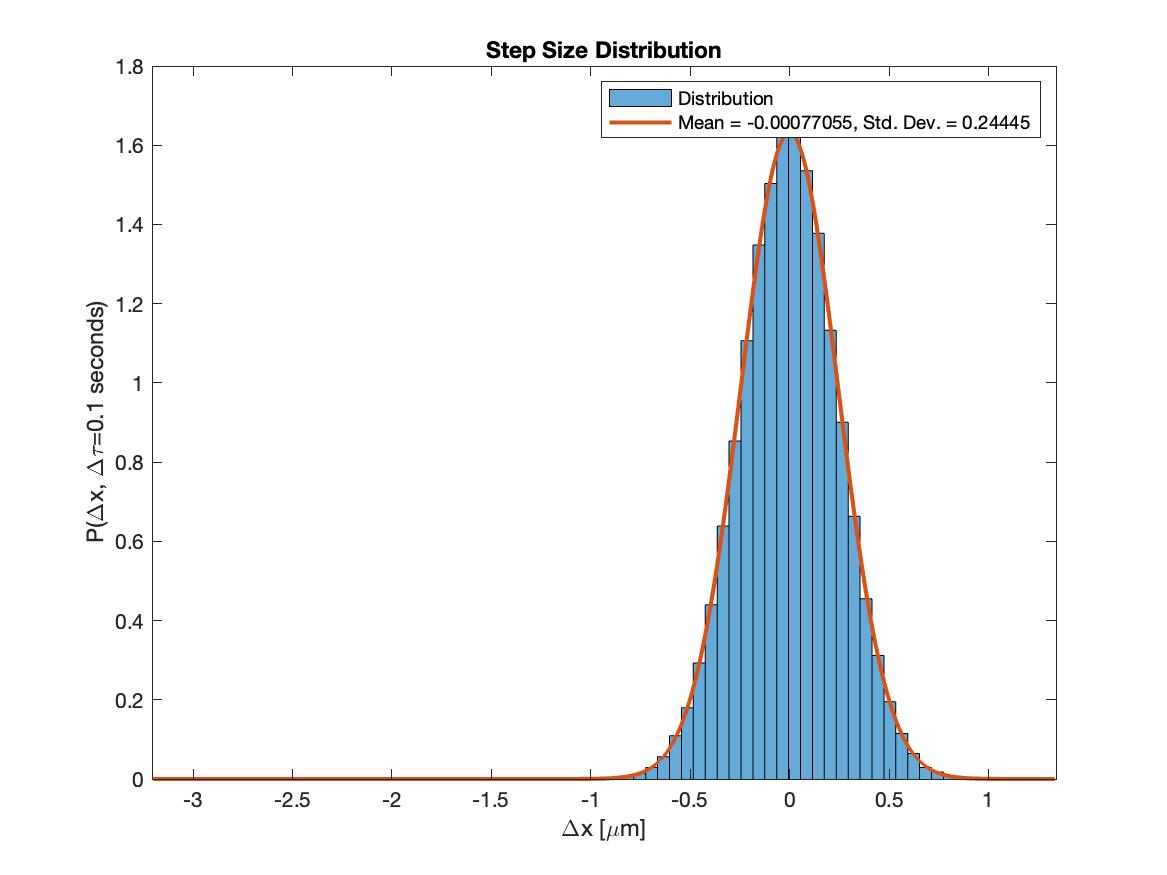 Step Size Distribution
Distribution
Mean = -0.00077055, Std. Dev. = 0.24445
P(Δx, Δτ=0.1 seconds)
1.8
1.6
1.4
1.2
1
0.8
0.6
0.4
0.2
0
-3 -2.5 -2 -1.5 -1 -0.5 0 0.5 1
Δx [μm]